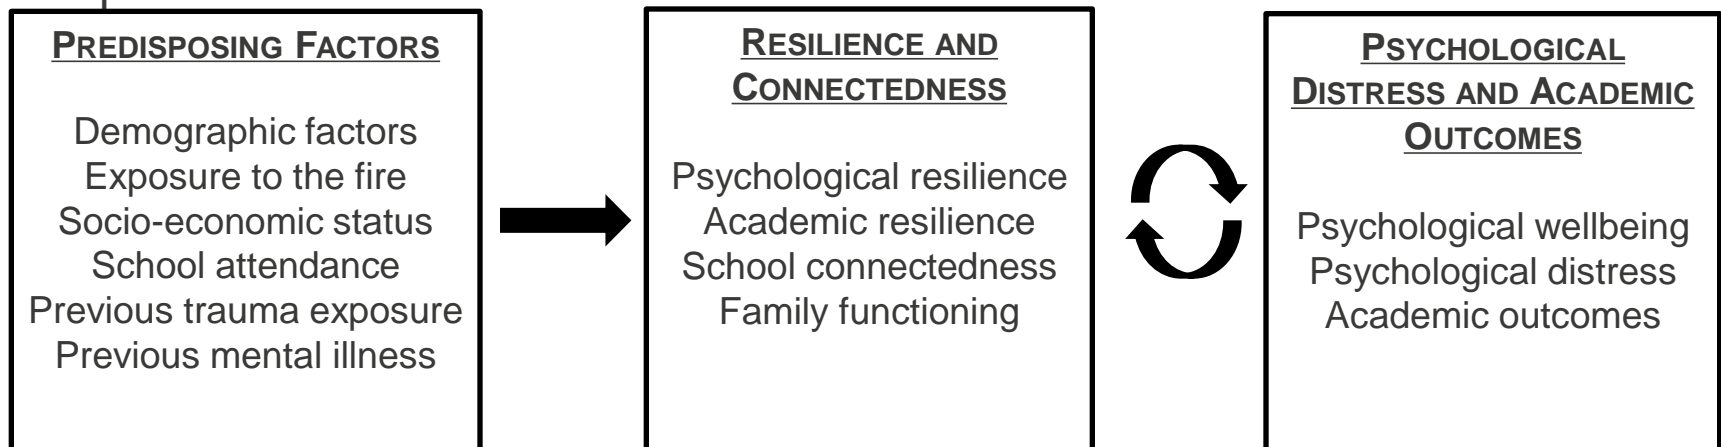 PREDISPOSING FACTORS
Demographic factors
Exposure to the fire
Socio-economic status
School attendance
Previous trauma exposure
Previous mental illness
RESILIENCE AND
CONNECTEDNESS
Psychological resilience
Academic resilience
School connectedness
Family functioning
PSYCHOLOGICAL
DISTRESS AND ACADEMIC
OUTCOMES
Psychological wellbeing
Psychological distress
Academic outcomes